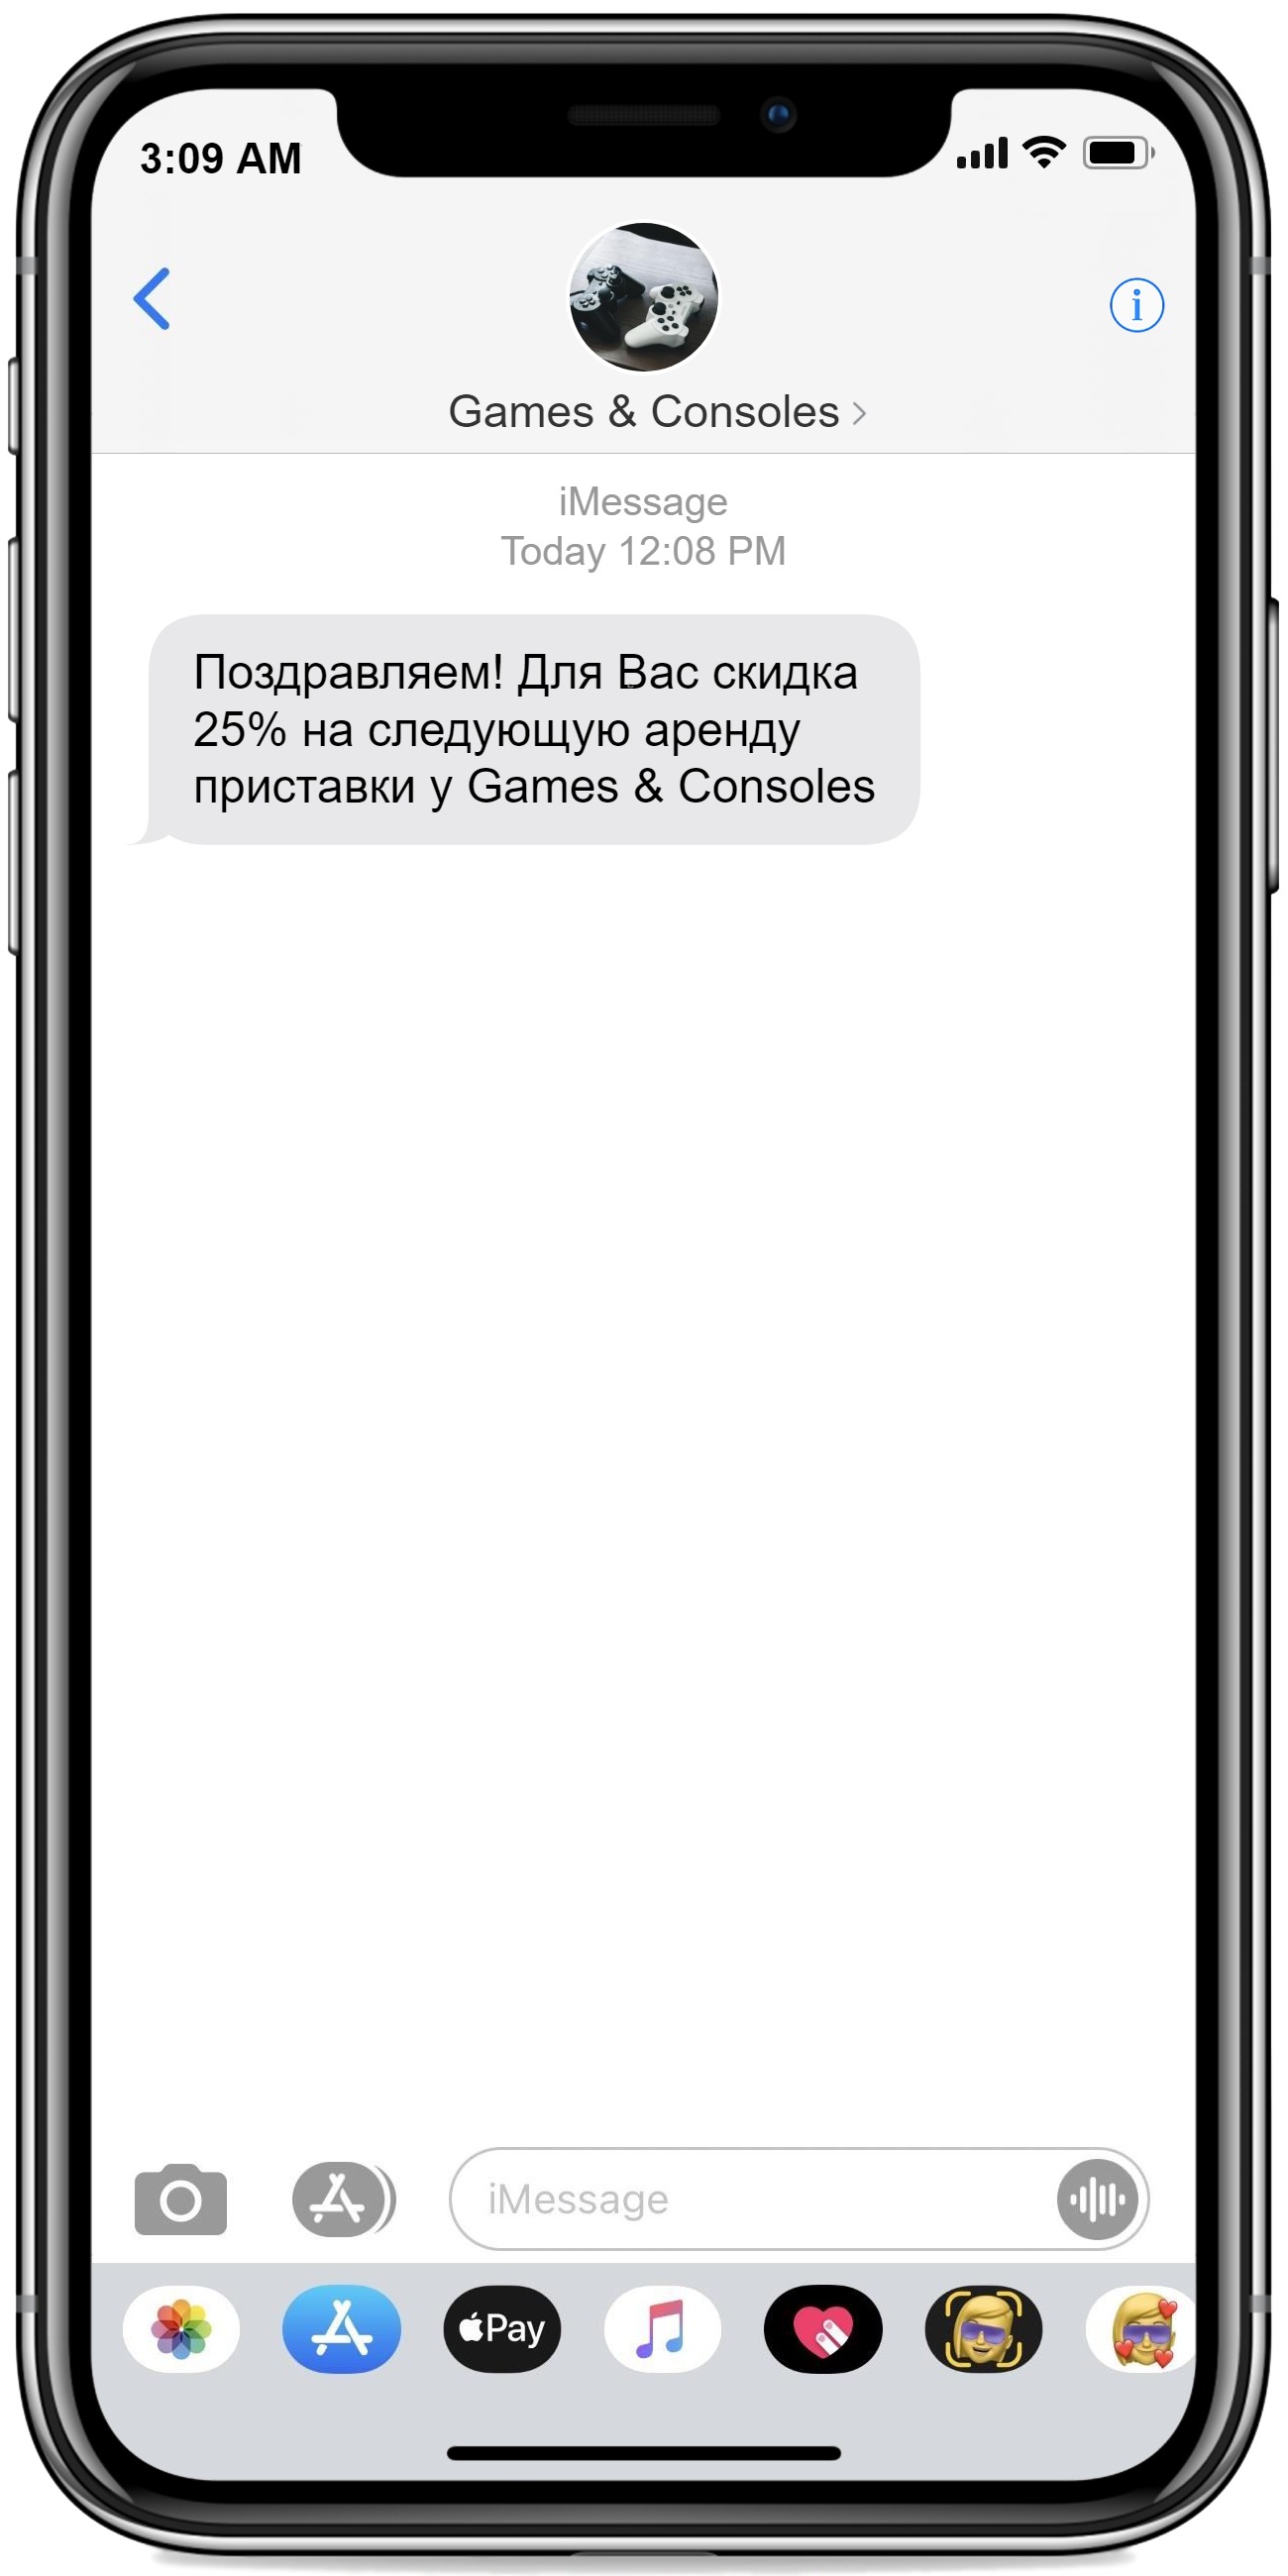 3:09 AM
Games & Consoles
iMessage
Today 12:08 PM
Поздравляем! Для Вас скидка
25% на следующую аренду
приставки у Games & Consoles
iMessage
Pay